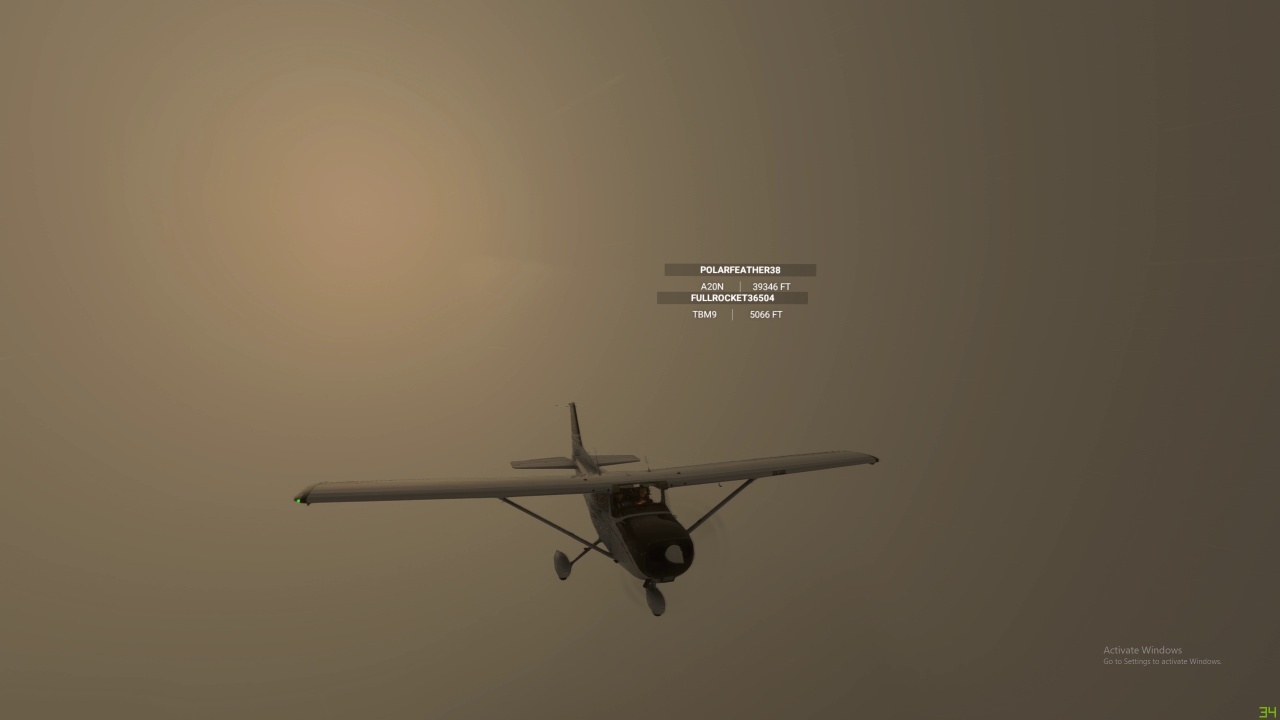 POLARFEATHER38
A20N | 39346 FT
FULLROCKET36504
TBM9 | 5066 FT
Activate Windows
Go to Settings to activate Windows.
34